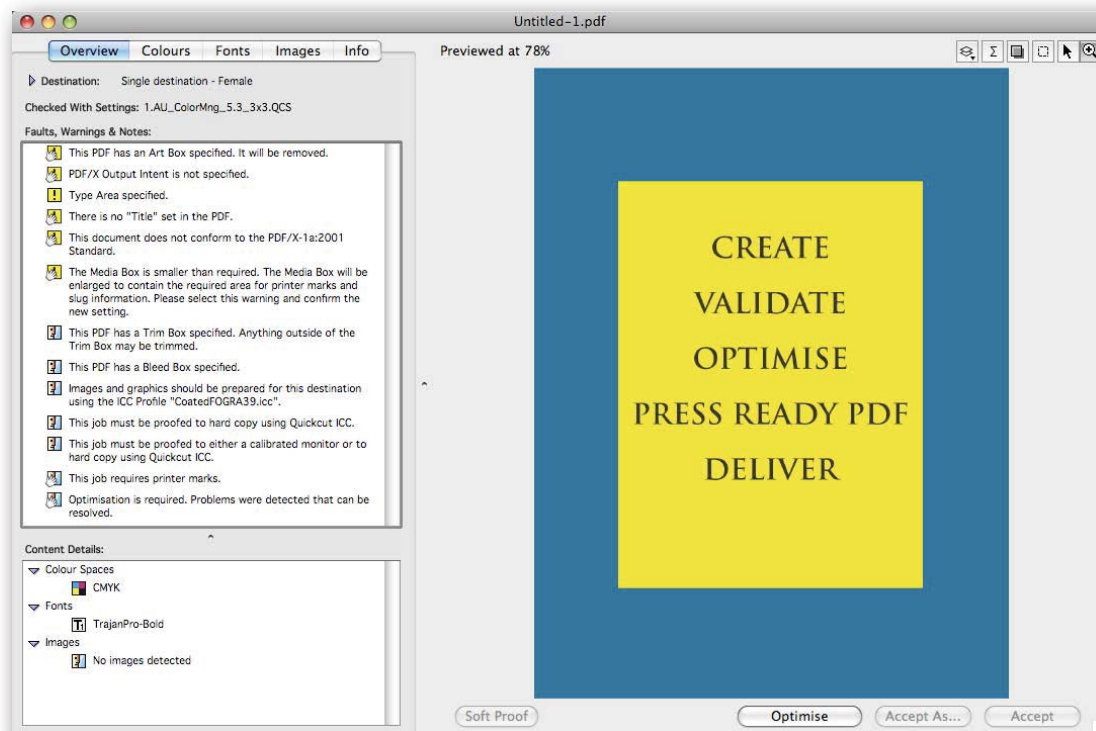 Untitled-1.pdf
Overview Colours Fonts Images Info
Previewed at 78%
Σ
Destination: Single destination - Female
Checked With Settings: 1.AU_ColorMng_5.3_3x3.QCS
Faults, Warnings & Notes:
This PDF has an Art Box specified. It will be removed.
PDF/X Output Intent is not specified.
! Type Area specified.
There is no "Title" set in the PDF.
This document does not conform to the PDF/X-1a:2001
Standard.
The Media Box is smaller than required. The Media Box will be
enlarged to contain the required area for printer marks and
slug information. Please select this warning and confirm the
new setting.
This PDF has a Trim Box specified. Anything outside of the
Trim Box may be trimmed.
This PDF has a Bleed Box specified.
Images and graphics should be prepared for this destination
using the ICC Profile "CoatedFOGRA39.icc".
This job must be proofed to hard copy using Quickcut ICC.
This job must be proofed to either a calibrated monitor or to
hard copy using Quickcut ICC.
This job requires printer marks.
Optimisation is required. Problems were detected that can be
resolved.
Content Details:
Colour Spaces
CMYK
Fonts
TrajanPro-Bold
Images
No images detected
CREATE
VALIDATE
OPTIMISE
PRESS READY PDF
DELIVER
Soft Proof Optimise Accept As... Accept